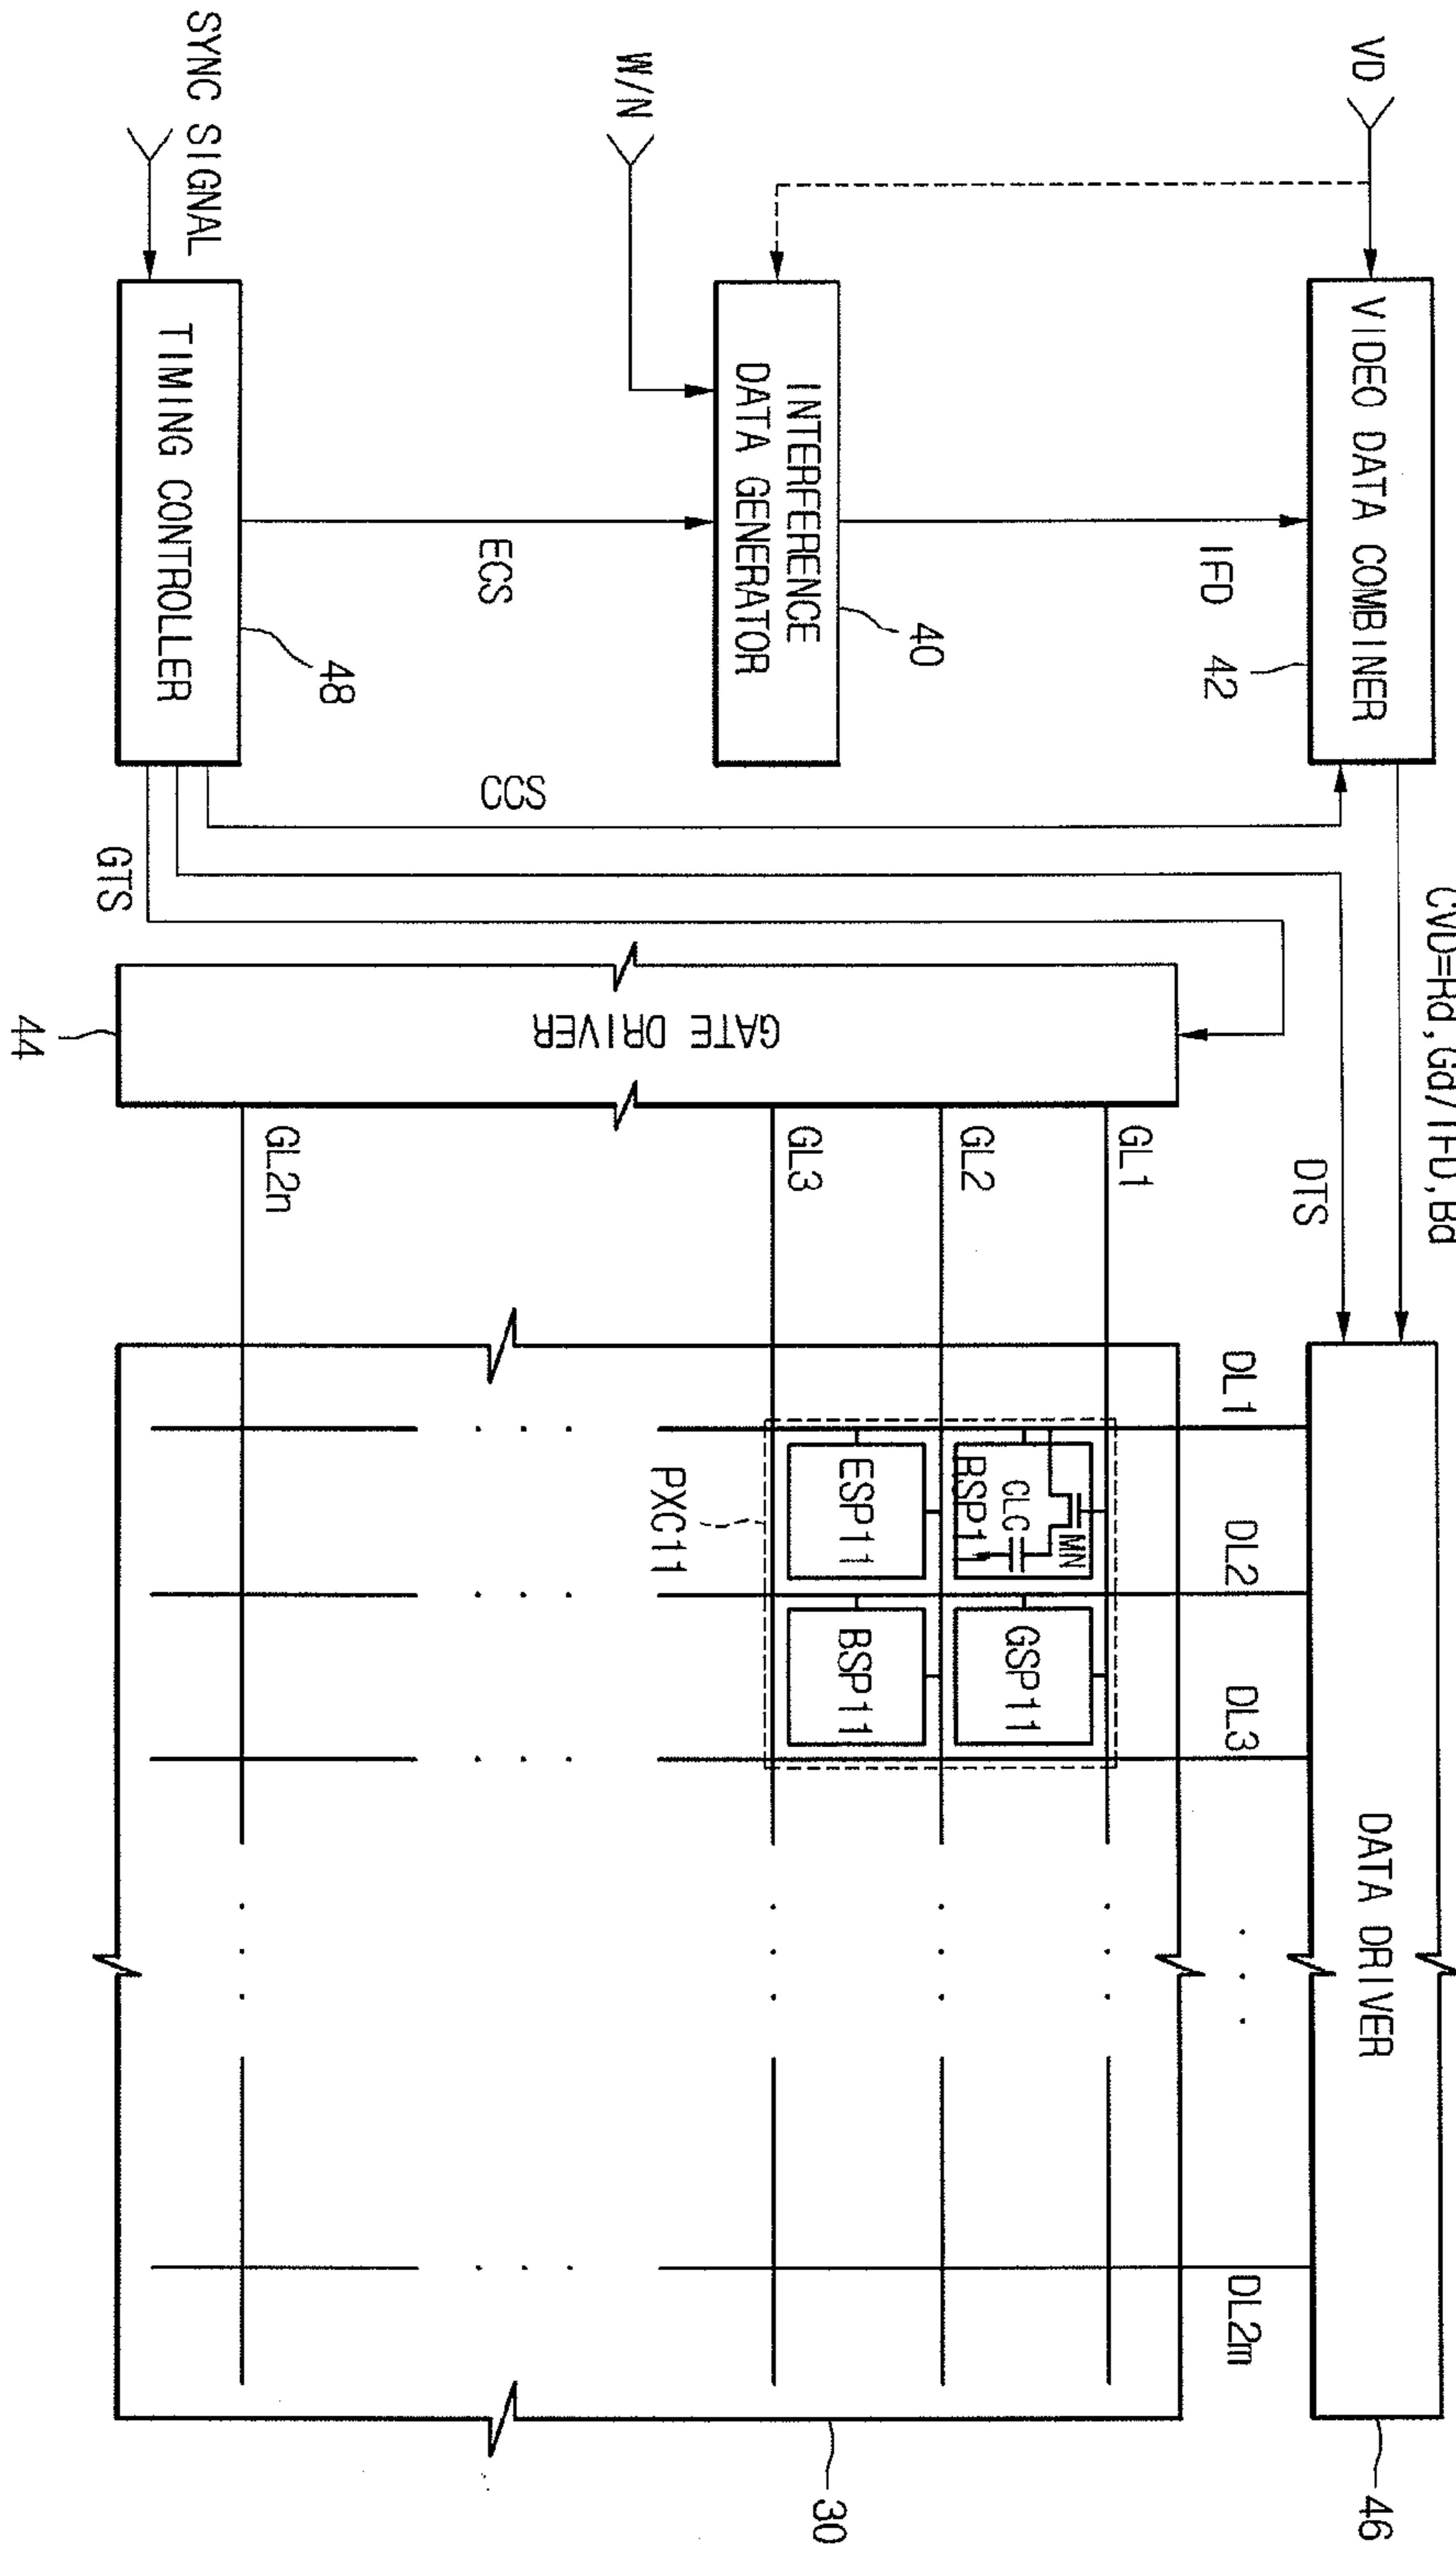 VD
VIDEO DATA COMBINER
42
CVD=Rd,Gd/IFD,Bd
DATA DRIVER
46
IFD
DTS
W/N
INTERFERENCE
DATA GENERATOR
40
ECS
CCS
SYNC SIGNAL
TIMING CONTROLLER
48
GTS
GATE DRIVER
44
GL1
GL2
GL3
GL2n
DL1
DL2
DL3
DL2m
MN
CLC
BSP1
GSP11
ESP11
BSP11
PXC11
30